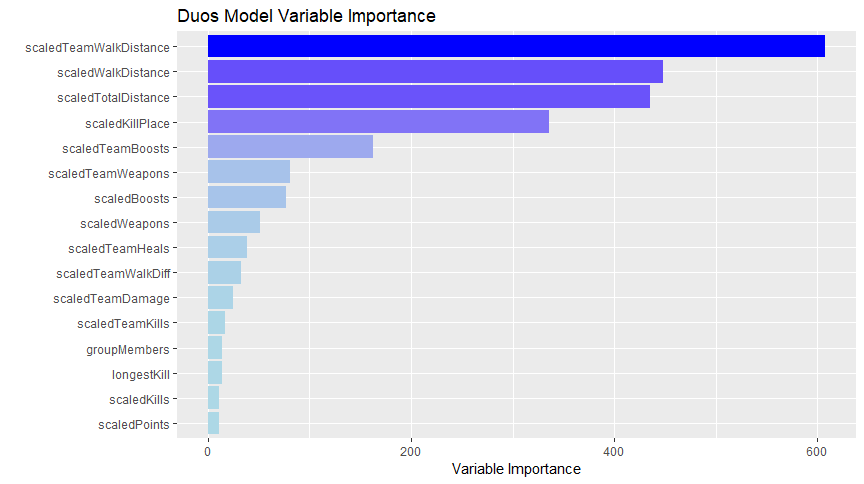 Duos Model Variable Importance
scaledTeamWalkDistance
scaledWalkDistance
scaledTotalDistance
scaledKillPlace
scaledTeamBoosts
scaledTeamWeapons
scaledBoosts
scaledWeapons
scaledTeamHeals
scaledTeamWalkDiff
scaledTeamDamage
scaledTeamKills
groupMembers
longestKill
scaledKills
scaledPoints
0 200 400 600
Variable Importance